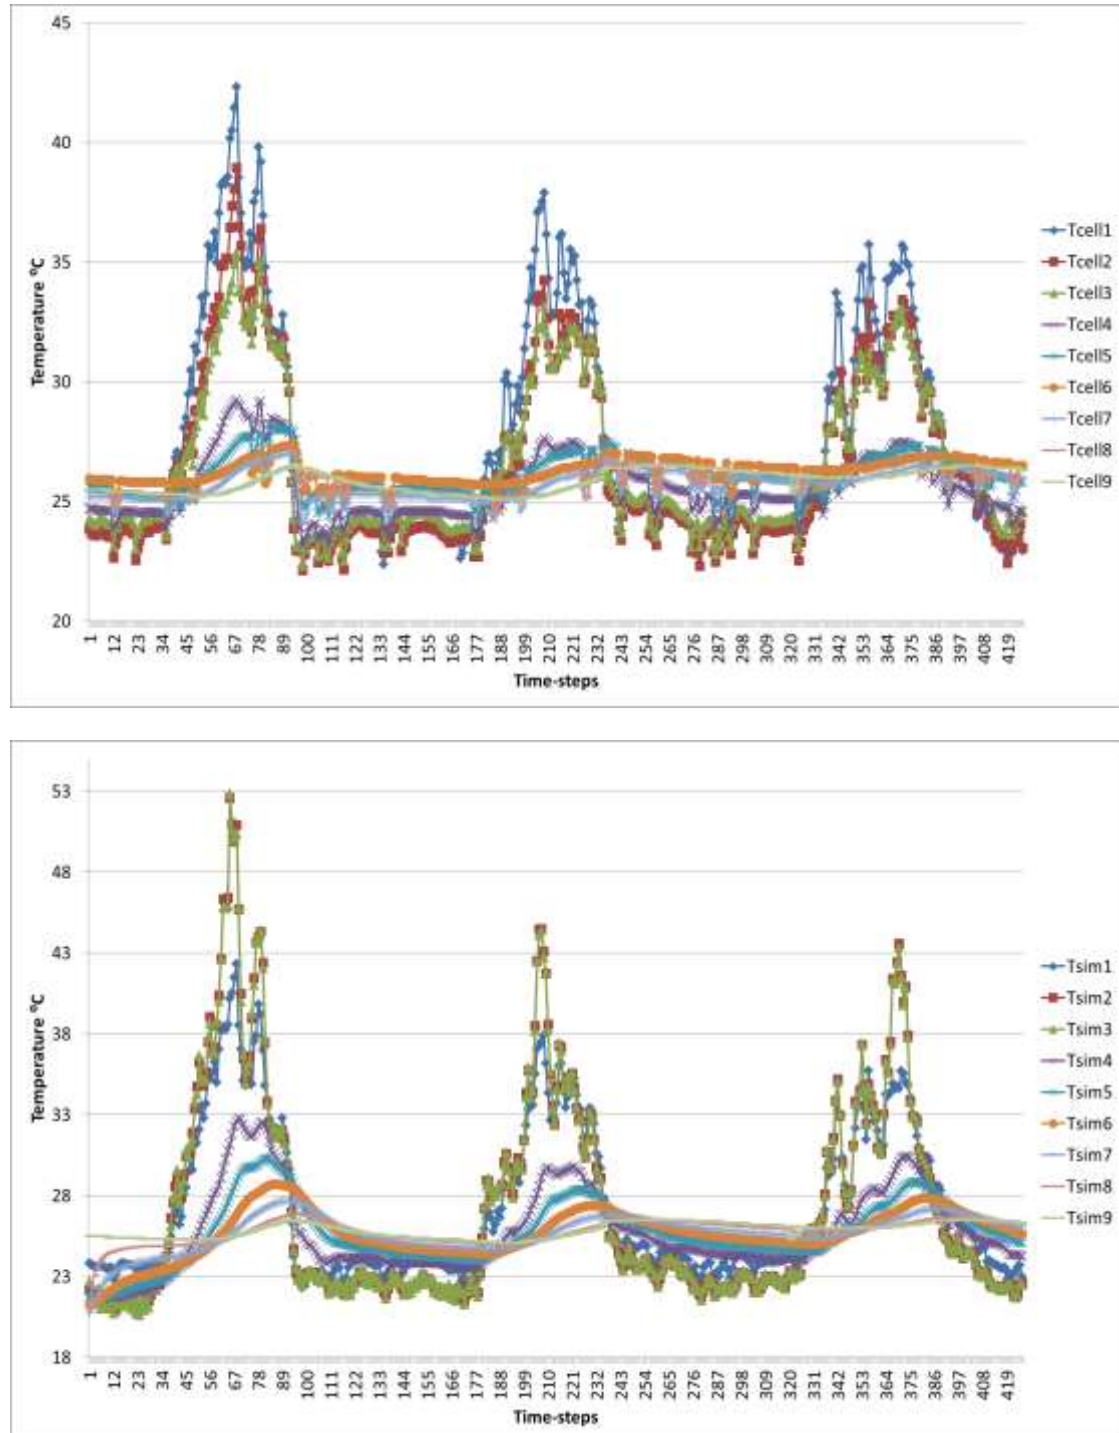 45
40
35
30
25
20
Temperature ºC
1 12 23 34 45 56 67 78 89 100 111 122 133 144 155 166 177 188 199 210 221 232 243 254 265 276 287 298 309 320 331 342 353 364 375 386 397 408 419
Time-steps
Tcell1
Tcell2
Tcell3
Tcell4
Tcell5
Tcell6
Tcell7
Tcell8
Tcell9
53
48
43
38
33
28
23
18
Temperature ºC
1 12 23 34 45 56 67 78 89 100 111 122 133 144 155 166 177 188 199 210 221 232 243 254 265 276 287 298 309 320 331 342 353 364 375 386 397 408 419
Time-steps
Tsim1
Tsim2
Tsim3
Tsim4
Tsim5
Tsim6
Tsim7
Tsim8
Tsim9